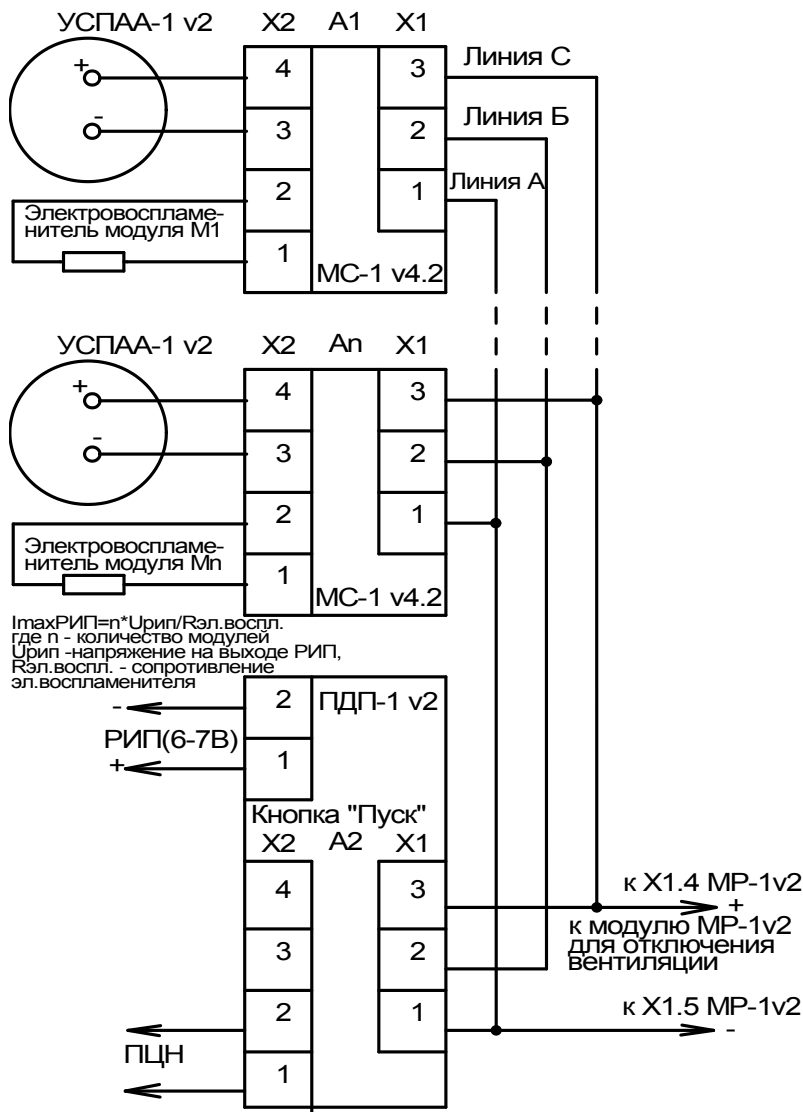 УСПАА-1 v2 X2 A1 X1
+ 4 3 Линия С
- 3 2 Линия Б
2 1 Линия А
Электровоспламе-
нитель модуля М1
1
МС-1 v4.2
УСПАА-1 v2 X2 An X1
+ 4 3
- 3 2
2 1
Электровоспламе-
нитель модуля Мn
1
МС-1 v4.2
ImaxРИП=n*Uрип/Rэл.воспл.
где n - количество модулей
Uрип -напряжение на выходе РИП,
Rэл.воспл. - сопротивление
эл.воспламенителя
- 2 ПДП-1 v2
РИП(6-7В)
+ 1
Кнопка "Пуск"
X2 A2 X1
4 3 к X1.4 МР-1v2
+
к модулю МР-1v2
для отключения
вентиляции
3 2
2 1 к X1.5 МР-1v2
-
ПЦН
1